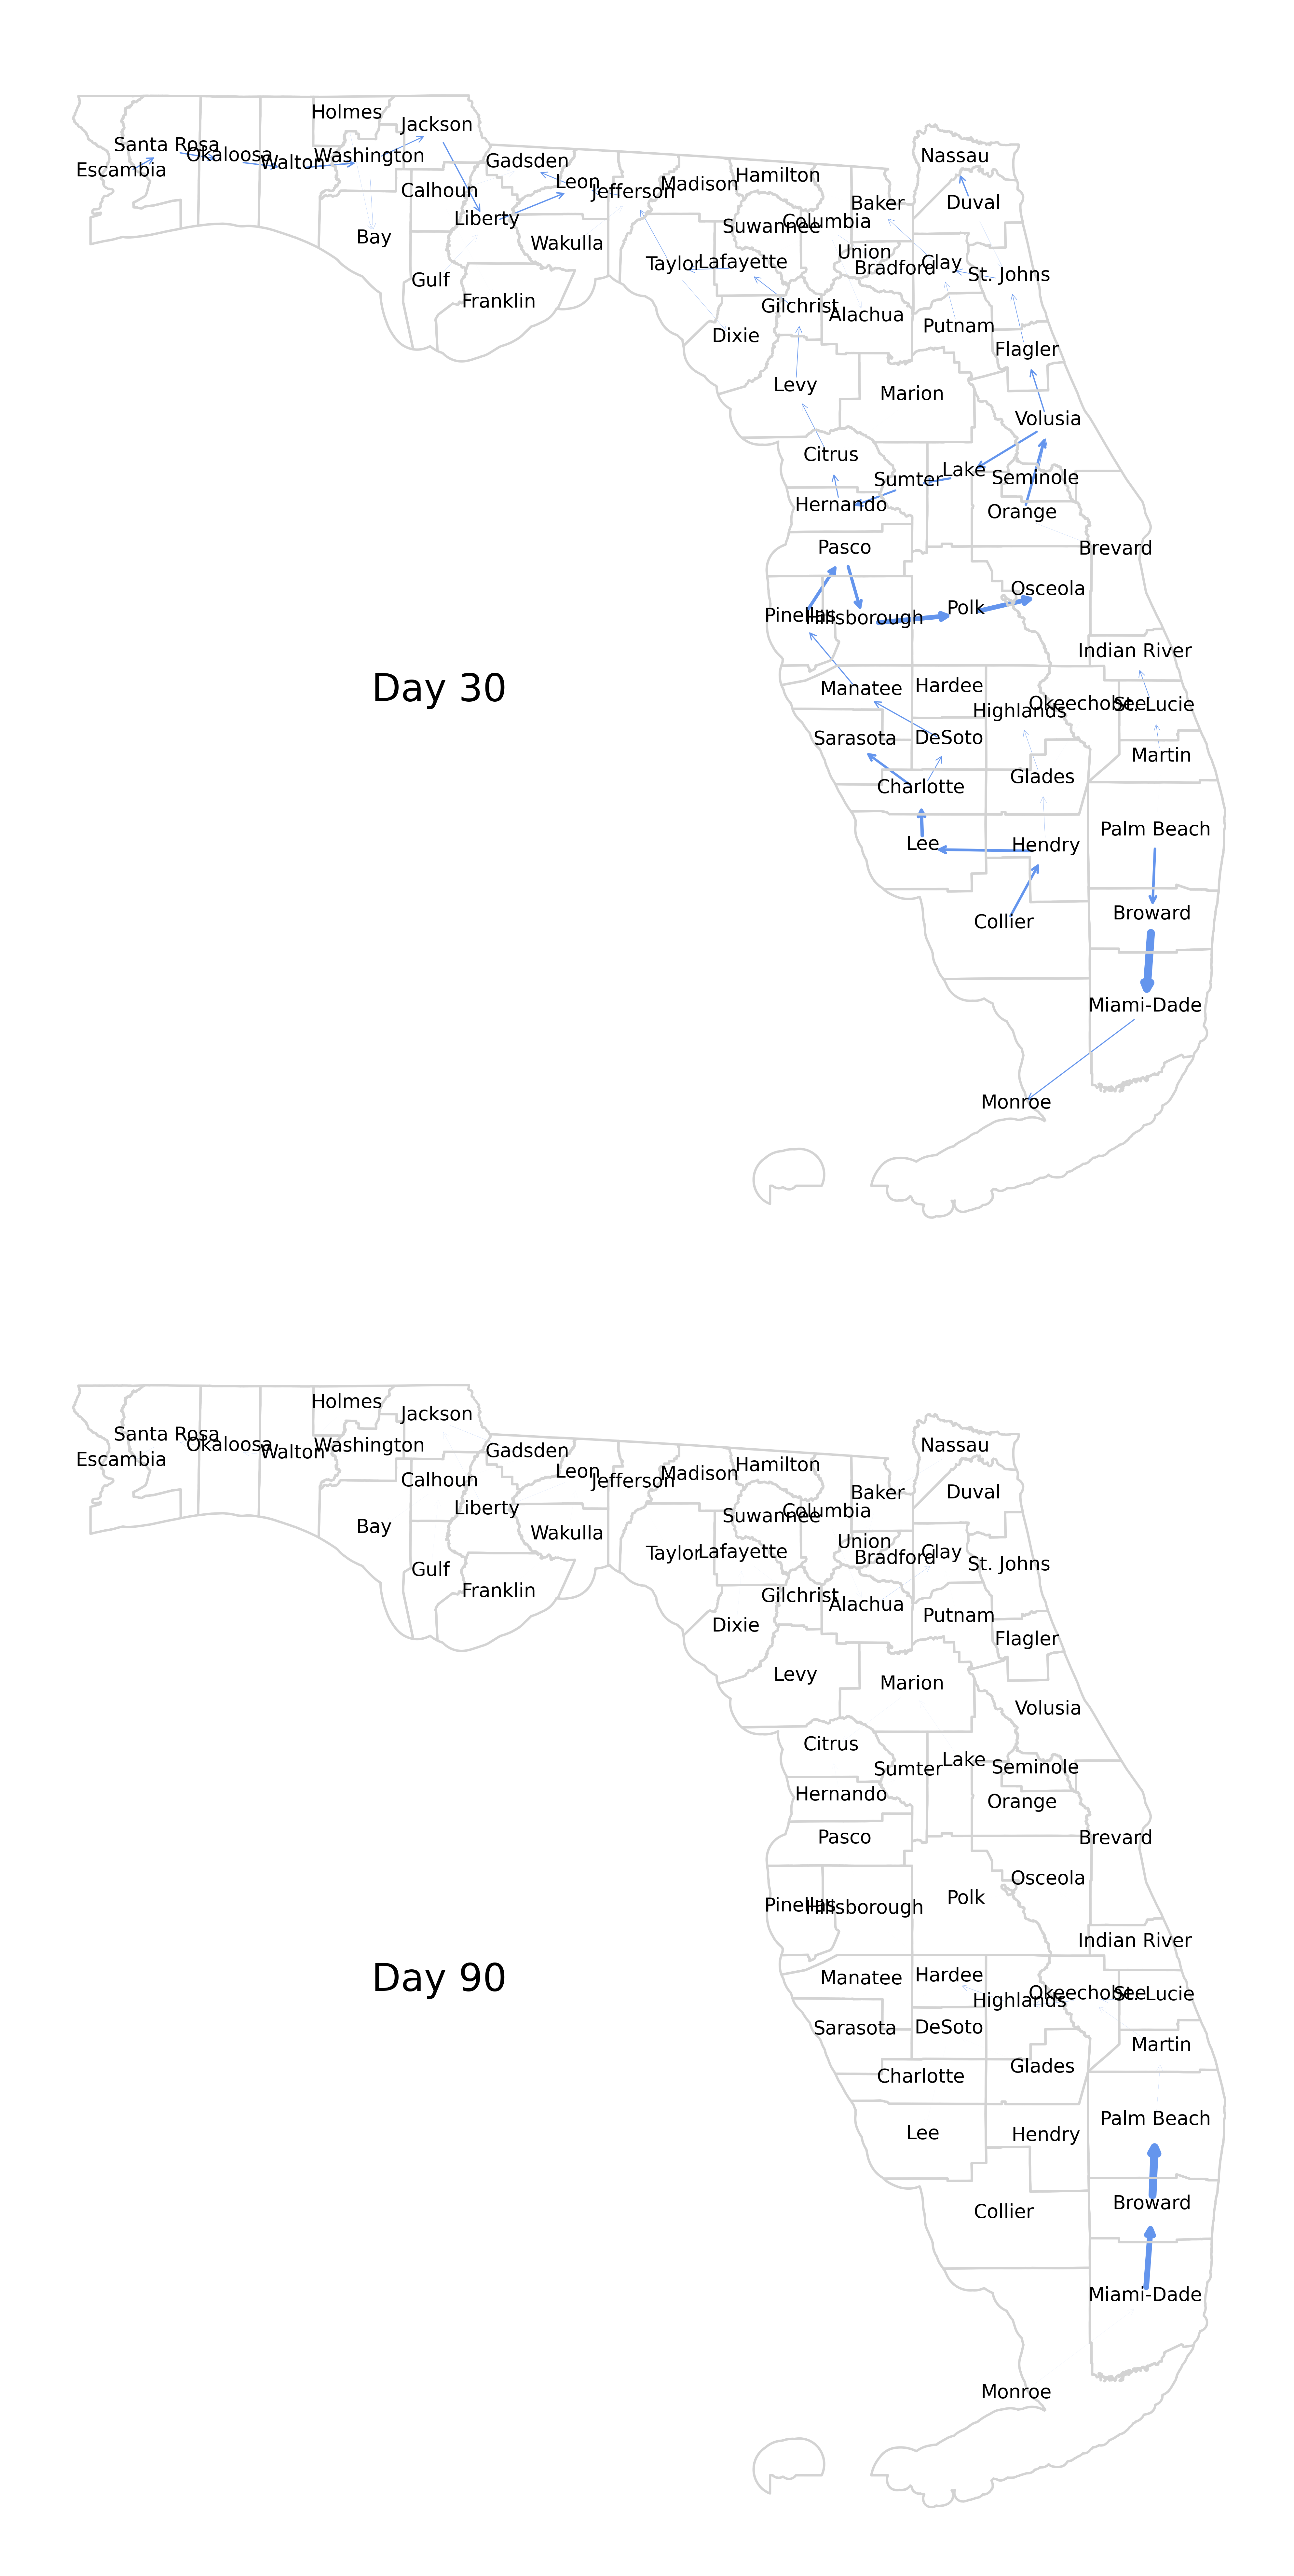 Holmes
Jackson
Santa Rosa
Okaloosa
Escambia
Walton
Washington
Gadsden
Leon
Jefferson
Madison
Hamilton
Nassau
Calhoun
Liberty
Baker
Duval
Suwannee
Columbia
Bay
Wakulla
Union
Bradford
Clay
St. Johns
Taylor
Lafayette
Gulf
Franklin
Gilchrist
Alachua
Putnam
Dixie
Flagler
Levy
Marion
Volusia
Citrus
Sumter
Lake
Seminole
Hernando
Orange
Pasco
Brevard
Osceola
Pinellas
Hillsborough
Polk
Indian River
Day 30
Manatee
Hardee
Highlands
Okeechobee
St. Lucie
Sarasota
DeSoto
Martin
Charlotte
Glades
Palm Beach
Lee
Hendry
Collier
Broward
Miami-Dade
Monroe
Holmes
Jackson
Santa Rosa
Okaloosa
Escambia
Walton
Washington
Gadsden
Leon
Jefferson
Madison
Hamilton
Nassau
Calhoun
Liberty
Baker
Duval
Suwannee
Columbia
Bay
Wakulla
Union
Bradford
Clay
St. Johns
Taylor
Lafayette
Gulf
Franklin
Gilchrist
Alachua
Putnam
Dixie
Flagler
Levy
Marion
Volusia
Citrus
Sumter
Lake
Seminole
Hernando
Orange
Pasco
Brevard
Osceola
Pinellas
Hillsborough
Polk
Indian River
Day 90
Manatee
Hardee
Highlands
Okeechobee
St. Lucie
Sarasota
DeSoto
Martin
Charlotte
Glades
Palm Beach
Lee
Hendry
Collier
Broward
Miami-Dade
Monroe